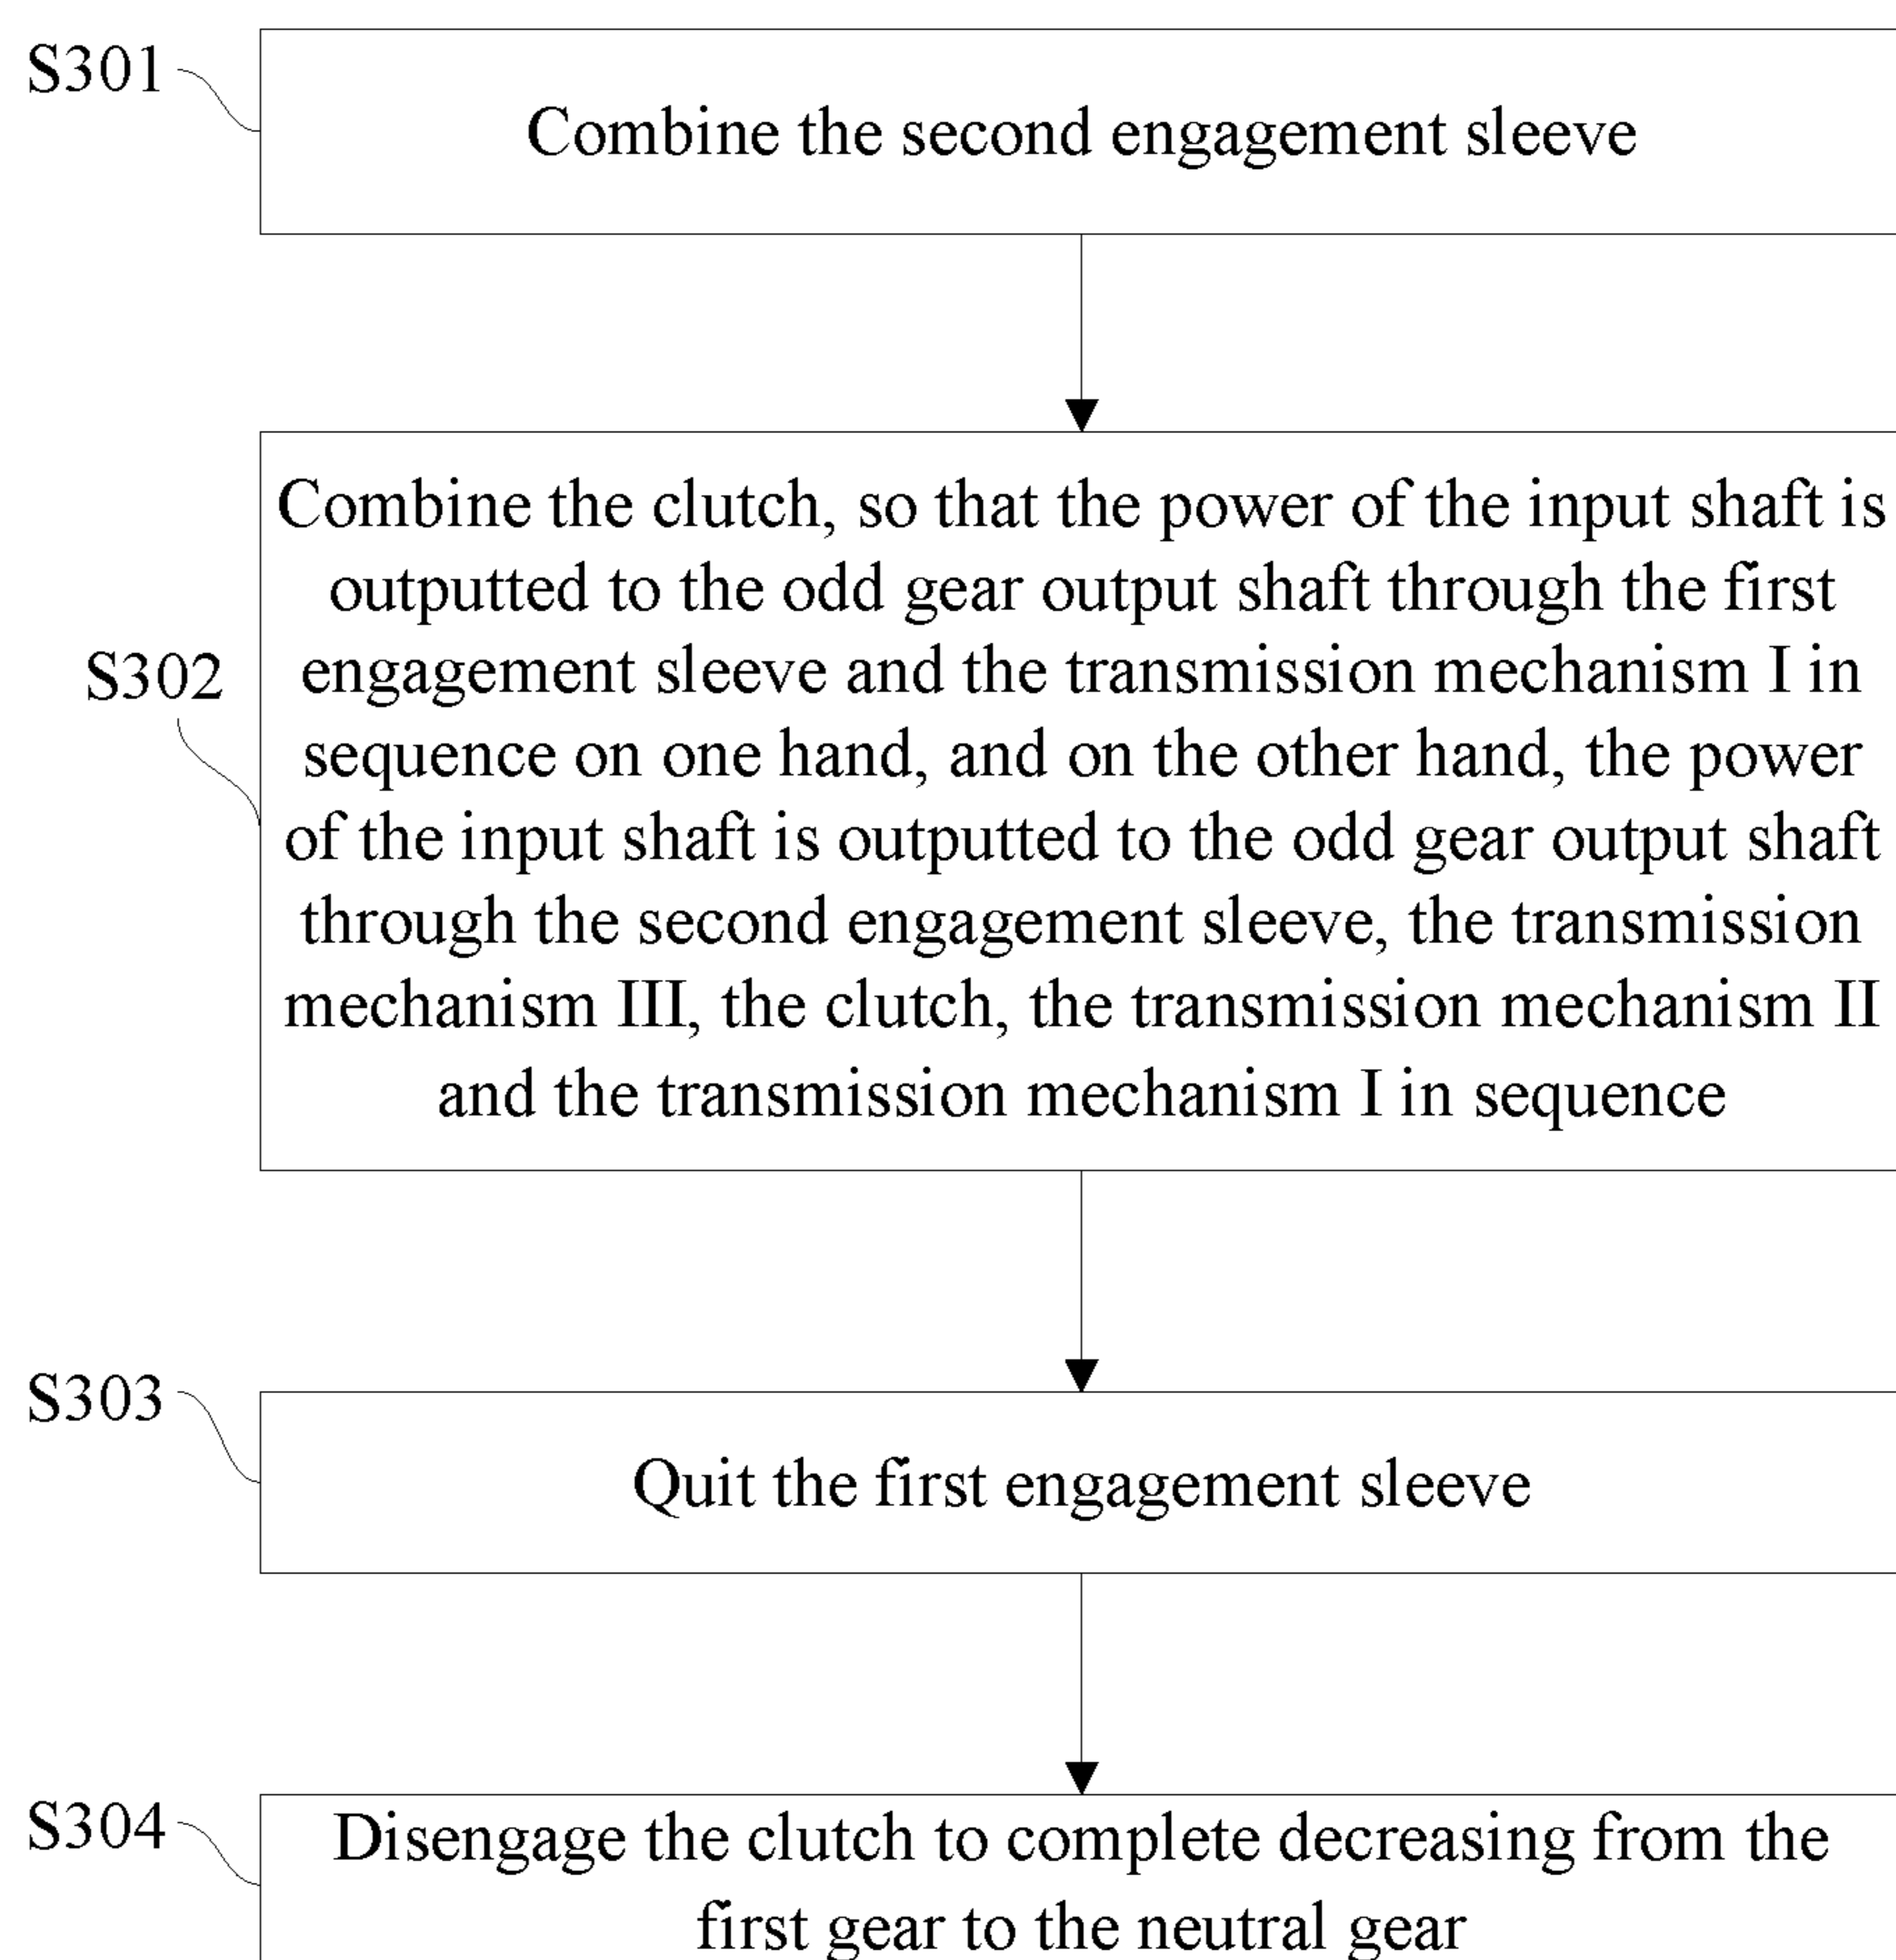 S301
Combine the second engagement sleeve
S302
Combine the clutch, so that the power of the input shaft is
outputted to the odd gear output shaft through the first
engagement sleeve and the transmission mechanism I in
sequence on one hand, and on the other hand, the power
of the input shaft is outputted to the odd gear output shaft
through the second engagement sleeve, the transmission
mechanism III, the clutch, the transmission mechanism II
and the transmission mechanism I in sequence
S303
Quit the first engagement sleeve
S304
Disengage the clutch to complete decreasing from the
first gear to the neutral gear